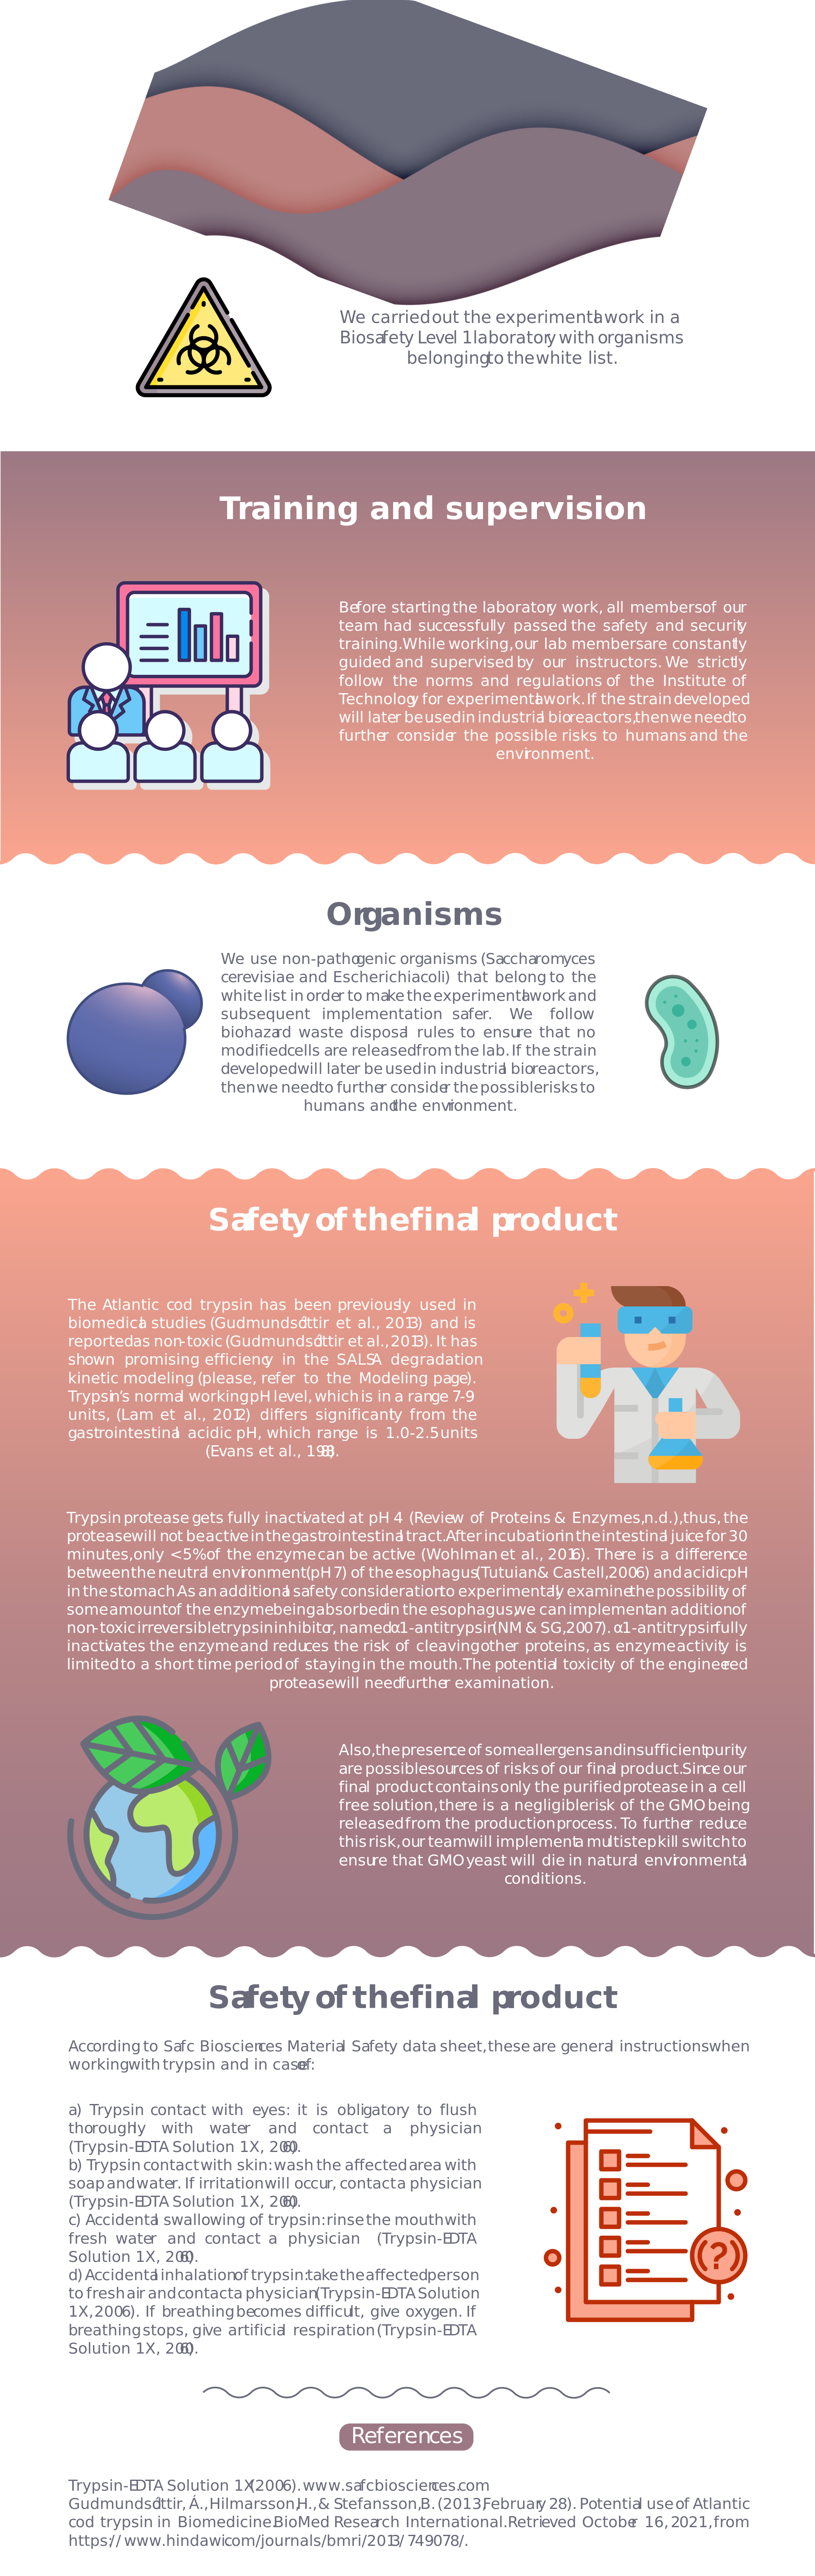 We carried out the experimental work in a
Biosafety Level 1 laboratory with organisms
belonging to the white list.
Training and supervision
Before starting the laboratory work, all members of our
team had successfully passed the safety and security
training. While working, our lab members are constantly
guided and supervised by our instructors. We strictly
follow the norms and regulations of the Institute of
Technology for experimental work. If the strain developed
will later be used in industrial bioreactors, then we need to
further consider the possible risks to humans and the
environment.
Organisms
We use non-pathogenic organisms (Saccharomyces
cerevisiae and Escherichia coli) that belong to the
white list in order to make the experimental work and
subsequent implementation safer. We follow
biohazard waste disposal rules to ensure that no
modified cells are released from the lab. If the strain
developed will later be used in industrial bioreactors,
then we need to further consider the possible risks to
humans and the environment.
Safety of the final product
The Atlantic cod trypsin has been previously used in
biomedical studies (Gudmundsdóttir et al., 2013) and is
reported as non-toxic (Gudmundsdóttir et al., 2013). It has
shown promising efficiency in the SALSA degradation
kinetic modeling (please, refer to the Modeling page).
Trypsin's normal working pH level, which is in a range 7-9
units, (Lam et al., 2012) differs significanty from the
gastrointestinal acidic pH, which range is 1.0-2.5 units
(Evans et al., 1988).
Trypsin protease gets fully inactivated at pH 4 (Review of Proteins & Enzymes, n.d.), thus, the
protease will not be active in the gastrointestinal tract. After incubation in the intestinal juice for 30
minutes, only <5% of the enzyme can be active (Wohlman et al., 2016). There is a difference
between the neutral environment (pH 7) of the esophagus (Tutuian & Castell, 2006) and acidic pH
in the stomach. As an additional safety consideration to experimentally examine the possibility of
some amount of the enzyme being absorbed in the esophagus, we can implement an addition of
non-toxic irreversible trypsin inhibitor, named α1-antitrypsin (NM & SG, 2007). α1-antitrypsin fully
inactivates the enzyme and reduces the risk of cleaving other proteins, as enzyme activity is
limited to a short time period of staying in the mouth. The potential toxicity of the engineered
protease will need further examination.
Also, the presence of some allergens and insufficient purity
are possible sources of risks of our final product. Since our
final product contains only the purified protease in a cell
free solution, there is a negligible risk of the GMO being
released from the production process. To further reduce
this risk, our team will implement a multistep kill switch to
ensure that GMO yeast will die in natural environmental
conditions.
Safety of the final product
According to Safc Biosciences Material Safety data sheet, these are general instructions when
working with trypsin and in case of:
a) Trypsin contact with eyes: it is obligatory to flush
thoroughly with water and contact a physician
(Trypsin-EDTA Solution 1X, 2006).
b) Trypsin contact with skin: wash the affected area with
soap and water. If irritation will occur, contact a physician
(Trypsin-EDTA Solution 1X, 2006).
c) Accidental swallowing of trypsin: rinse the mouth with
fresh water and contact a physician (Trypsin-EDTA
Solution 1X, 2006).
d) Accidental inhalation of trypsin: take the affected person
to fresh air and contact a physician (Trypsin-EDTA Solution
1X, 2006). If breathing becomes difficult, give oxygen. If
breathing stops, give artificial respiration (Trypsin-EDTA
Solution 1X, 2006).
(?)
References
Trypsin-EDTA Solution 1X (2006). www.safcbiosciences.com
Gudmundsdóttir, Á., Hilmarsson, H., & Stefansson, B. (2013, February 28). Potential use of Atlantic
cod trypsin in Biomedicine. BioMed Research International. Retrieved October 16, 2021, from
https://www.hindawi.com/journals/bmri/2013/749078/.